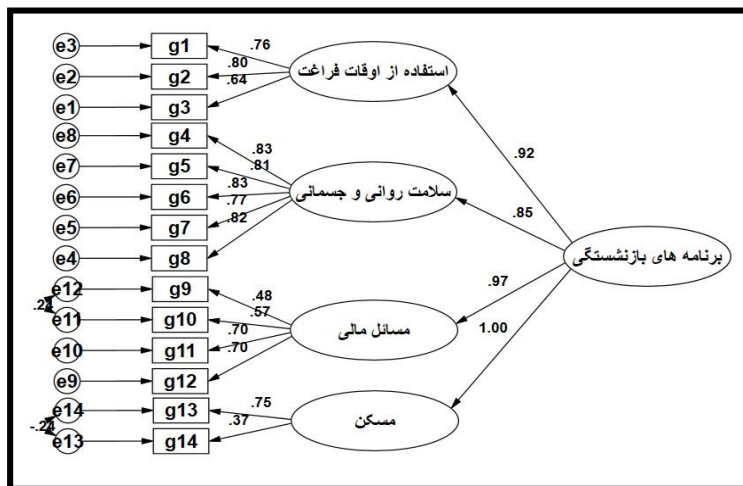 e3 g1 .76
e2 g2 .80
استفاده از اوقات فراغت
e1 g3 .64
e8 g4 .83
.92
e7 g5 .81
e6 g6 .83
سلامت روانی و جسمانی
e5 g7 .77
.85
e4 g8 .82
برنامه های بازنشستگی
e12 g9 .48
.97
.24
e11 g10 .57
مسائل مالی
1.00
e10 g11 .70
e9 g12 .70
e14 g13 .75
مسکن
-.24
e13 g14 .37